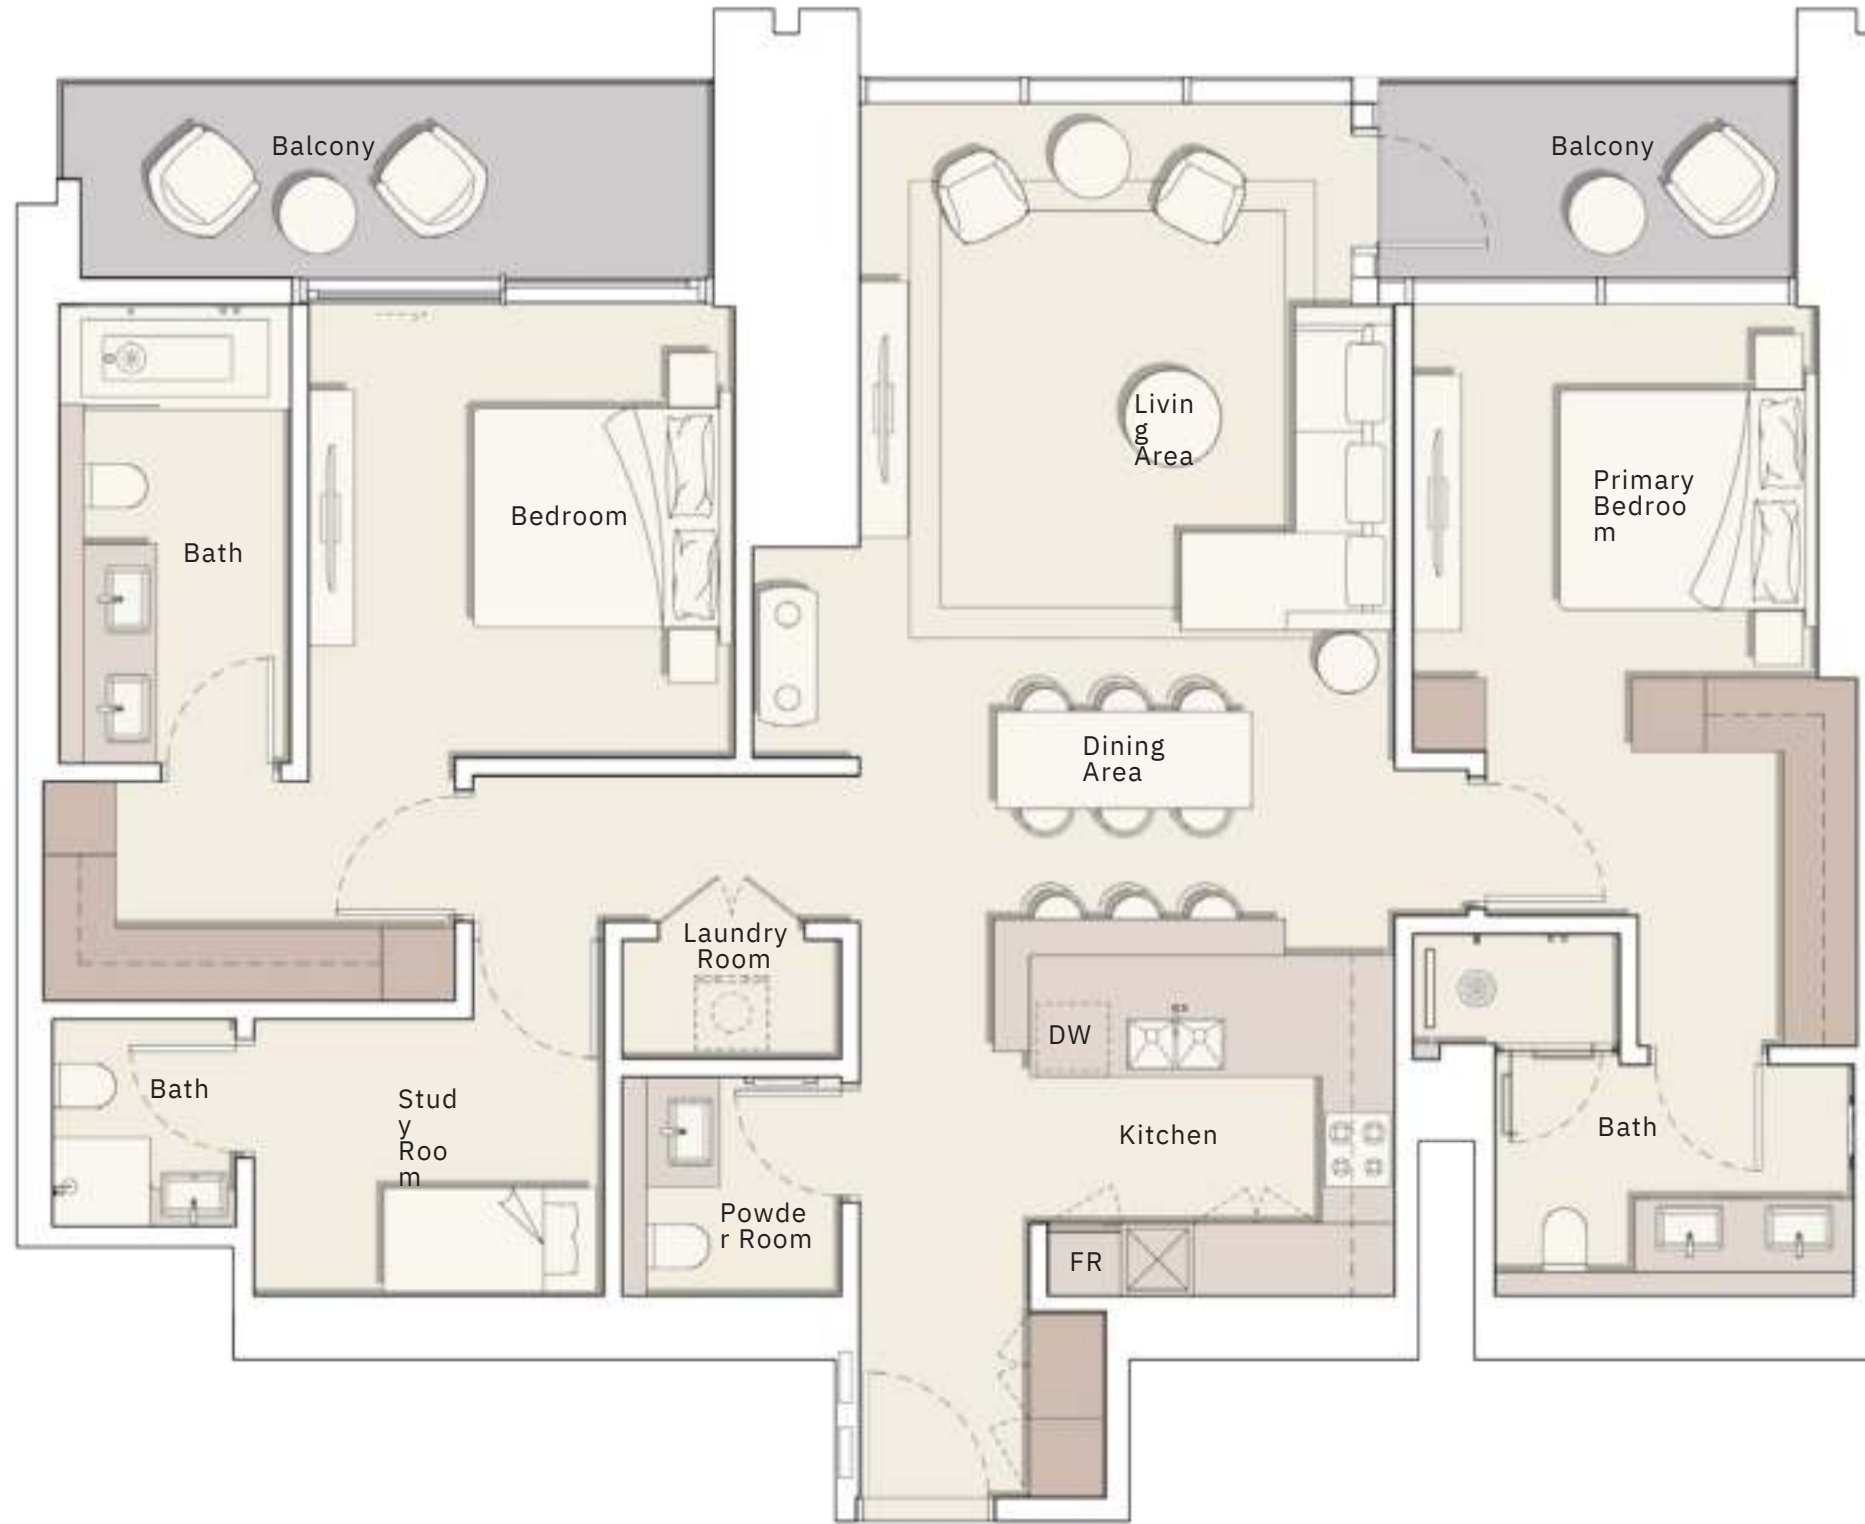 Balcony
Balcony
Livin
g
Area
Primary
Bedroo
m
Bedroom
Bath
Dining
Area
Laundry
Room
DW
Bath
Stud
y
Roo
m
Kitchen
Bath
Powde
r Room
FR